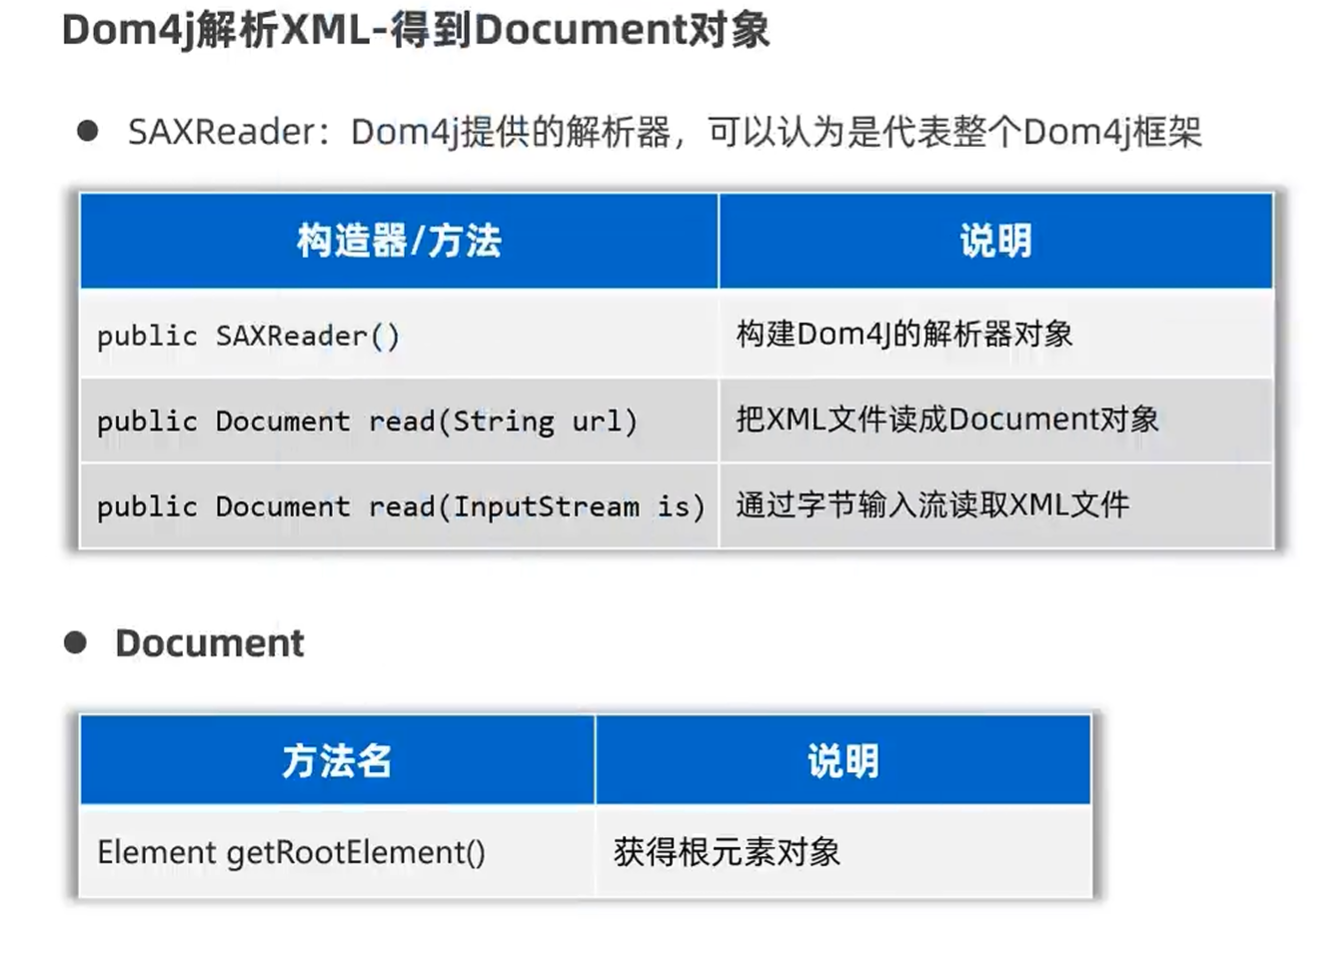 Dom4j解析XML-得到Document对象
● SAXReader：Dom4j提供的解析器，可以认为是代表整个Dom4j框架
构造器/方法 说明
public SAXReader() 构建Dom4J的解析器对象
public Document read(String url) 把XML文件读成Document对象
public Document read(InputStream is) 通过字节输入流读取XML文件
● Document
方法名 说明
Element getRootElement() 获得根元素对象